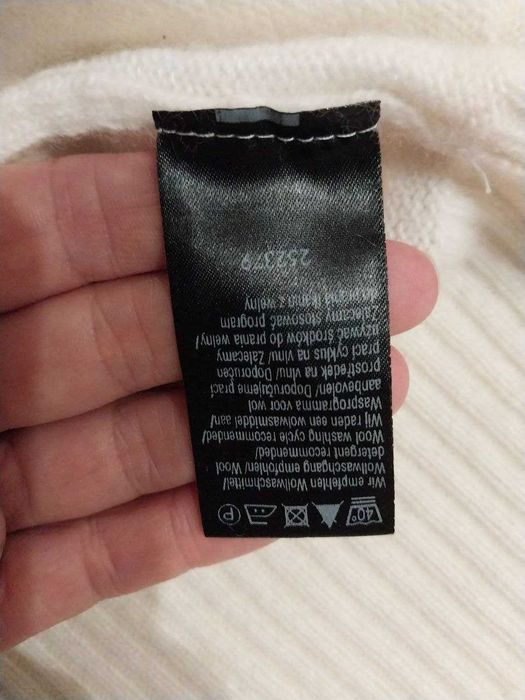 40° P
Wir empfehlen Wollwaschmittel/
Wollwaschgang empfehlen/ Wool
detergent recommended/
Wool washing cycle recommended/
Wij raden een wolwasmiddel aan/
Wasprogramma voor wol
aanbevolen/ Doporučujeme prací
prostředek na vlnu/ Doporučen
prací cyklus na vlnu/ Zalecamy
używać środków do prania wełny/
Zalecamy stosować program
tkania z wełny
252379